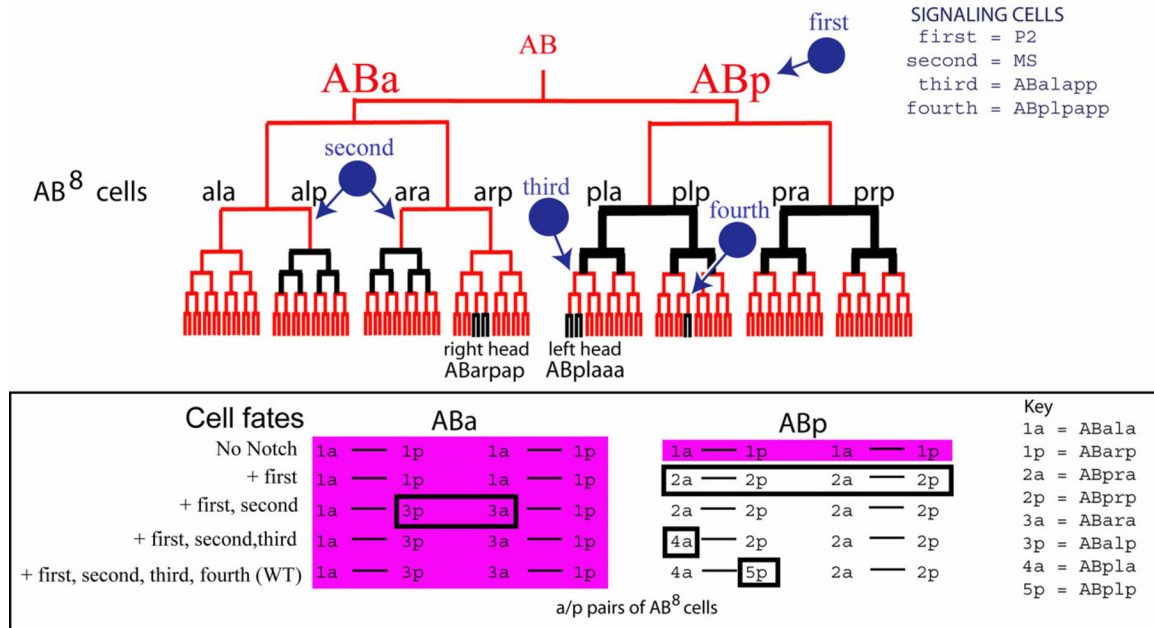 first
SIGNALING CELLS
first = P2
second = MS
third = ABalapp
fourth = ABplpapp
AB
ABa
ABp
second
third
fourth
AB8 cells
ala alp ara arp pla plp pra prp
right head
ABarpap
left head
ABplaaa
Cell fates
ABa
ABp
No Notch 1a 1p 1a 1p 1a 1p 1a 1p
+ first 1a 1p 1a 1p 2a 2p 2a 2p
+ first, second 1a 3p 3a 1p 2a 2p 2a 2p
+ first, second,third 1a 3p 3a 1p 4a 2p 2a 2p
+ first, second, third, fourth (WT) 1a 3p 3a 1p 4a 5p 2a 2p
a/p pairs of AB8 cells
Key
1a = ABala
1p = ABarp
2a = ABpra
2p = ABprp
3a = ABara
3p = ABalp
4a = ABpla
5p = ABplp